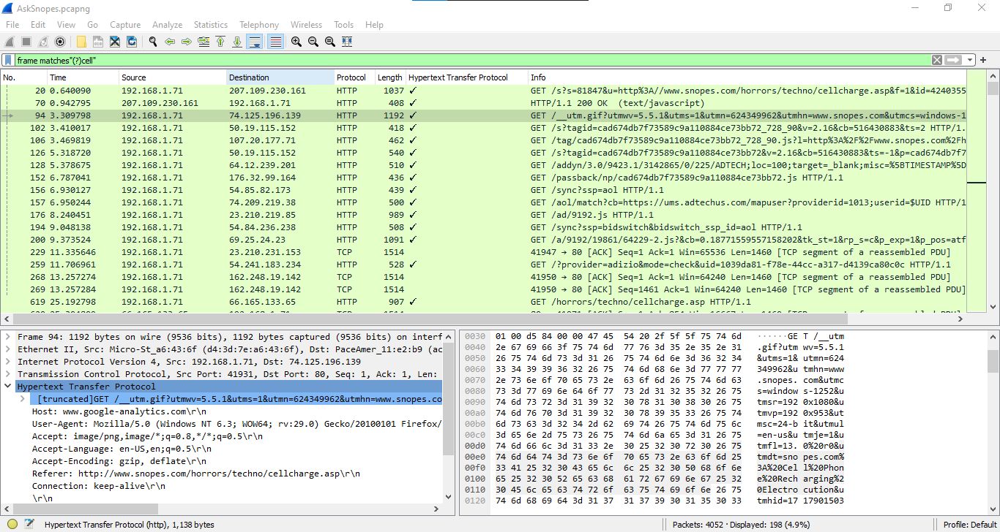 AskSnopes.pcapng
File Edit View Go Capture Analyze Statistics Telephony Wireless Tools Help
frame matches"(?)cell"
No. Time Source Destination Protocol Length Hypertext Transfer Protocol Info
20 0.640090 192.168.1.71 207.109.230.161 HTTP 1037 ✓ GET /s?s=81847&u=http%3A//www.snopes.com/horrors/techno/cellcharge.asp&f=1&id=4240355
70 0.942795 207.109.230.161 192.168.1.71 HTTP 408 ✓ HTTP/1.1 200 OK (text/javascript)
94 3.309798 192.168.1.71 74.125.196.139 HTTP 1192 ✓ GET /__utm.gif?utmwv=5.5.1&utms=1&utmn=624349962&utmhn=www.snopes.com&utmcs=windows-1
102 3.410017 192.168.1.71 50.19.115.152 HTTP 418 ✓ GET /s?tagid=cad674db7f73589c9a110884ce73bb72_728_90&v=2.16&cb=516430883&ts=2 HTTP/1.
106 3.469819 192.168.1.71 107.20.177.71 HTTP 462 ✓ GET /tag/cad674db7f73589c9a110884ce73bb72_728_90.js?l=http%3A%2F%2Fwww.snopes.com%2Fh
126 5.318720 192.168.1.71 50.19.115.152 HTTP 540 ✓ GET /s?tagid=cad674db7f73589c9a110884ce73bb72&v=2.16&cb=516430883&ts=-1&p=cad674db7f7
128 5.378675 192.168.1.71 64.12.239.201 HTTP 510 ✓ GET /addyn/3.0/9423.1/3142865/0/225/ADTECH;loc=100;target=_blank;misc=%5BTIMESTAMP%5D
152 6.787041 192.168.1.71 176.32.99.164 HTTP 436 ✓ GET /passback/np/cad674db7f73589c9a110884ce73bb72.js HTTP/1.1
156 6.930127 192.168.1.71 54.85.82.173 HTTP 439 ✓ GET /sync?ssp=aol HTTP/1.1
157 6.950244 192.168.1.71 74.209.219.38 HTTP 500 ✓ GET /aol/match?cb=https://ums.adtechus.com/mapuser?providerid=1013;userid=$UID HTTP/1
176 8.240451 192.168.1.71 23.210.219.85 HTTP 989 ✓ GET /ad/9192.js HTTP/1.1
194 9.048138 192.168.1.71 54.84.236.238 HTTP 508 ✓ GET /sync?ssp=bidswitch&bidswitch_ssp_id=aol HTTP/1.1
200 9.373524 192.168.1.71 69.25.24.23 HTTP 1091 ✓ GET /a/9192/19861/64229-2.js?&cb=0.18771559557158202&tk_st=1&rp_s=c&p_exp=1&p_pos=atf
229 11.335646 192.168.1.71 23.210.231.153 TCP 1514 41947 → 80 [ACK] Seq=1 Ack=1 Win=65536 Len=1460 [TCP segment of a reassembled PDU]
259 11.706961 192.168.1.71 54.241.183.234 HTTP 528 ✓ GET /?provider=adizio&mode=check&uid=1039da81-f78e-44cc-a317-d4139ca80c0c HTTP/1.1
268 13.257274 192.168.1.71 162.248.19.142 TCP 1514 41950 → 80 [ACK] Seq=1 Ack=1 Win=64240 Len=1460 [TCP segment of a reassembled PDU]
269 13.257284 192.168.1.71 162.248.19.142 TCP 1514 41950 → 80 [ACK] Seq=1461 Ack=1 Win=64240 Len=1460 [TCP segment of a reassembled PDU]
619 25.192798 192.168.1.71 66.165.133.65 HTTP 907 ✓ GET /horrors/techno/cellcharge.asp HTTP/1.1
Frame 94: 1192 bytes on wire (9536 bits), 1192 bytes captured (9536 bits) on interf
Ethernet II, Src: Micro-St_a6:43:6f (d4:3d:7e:a6:43:6f), Dst: PaceAmer_11:e2:b9 (ac
Internet Protocol Version 4, Src: 192.168.1.71, Dst: 74.125.196.139
Transmission Control Protocol, Src Port: 41931, Dst Port: 80, Seq: 1, Ack: 1, Len:
Hypertext Transfer Protocol
[truncated]GET /__utm.gif?utmwv=5.5.1&utms=1&utmn=624349962&utmhn=www.snopes.co
Host: www.google-analytics.com\r\n
User-Agent: Mozilla/5.0 (Windows NT 6.3; WOW64; rv:29.0) Gecko/20100101 Firefox/
Accept: image/png,image/*;q=0.8,*/*;q=0.5\r\n
Accept-Language: en-US,en;q=0.5\r\n
Accept-Encoding: gzip, deflate\r\n
Referer: http://www.snopes.com/horrors/techno/cellcharge.asp\r\n
Connection: keep-alive\r\n
\r\n
0030 01 00 d5 84 00 00 47 45 54 20 2f 5f 5f 75 74 6d ······GE T /__utm
0040 2e 67 69 66 3f 75 74 6d 77 76 3d 35 2e 35 2e 31 .gif?utm wv=5.5.1
0050 26 75 74 6d 73 3d 31 26 75 74 6d 6e 3d 36 32 34 &utms=1& utmn=624
0060 33 34 39 39 36 32 26 75 74 6d 68 6e 3d 77 77 77 349962&u tmhn=www
0070 2e 73 6e 6f 70 65 73 2e 63 6f 6d 26 75 74 6d 63 .snopes. com&utmc
0080 73 3d 77 69 6e 64 6f 77 73 2d 31 32 35 32 26 75 s=window s-1252&u
0090 74 6d 73 72 3d 31 39 32 30 78 31 30 38 30 26 75 tmsr=192 0x1080&u
00a0 74 6d 76 70 3d 31 39 32 30 78 39 35 33 26 75 74 tmvp=192 0x953&ut
00b0 6d 73 63 3d 32 34 2d 62 69 74 26 75 74 6d 75 6c msc=24-b it&utmul
00c0 3d 65 6e 2d 75 73 26 75 74 6d 6a 65 3d 31 26 75 =en-us&u tmje=1&u
00d0 74 6d 66 6c 3d 31 33 2e 30 25 32 30 72 30 26 75 tmfl=13. 0%20r0&u
00e0 74 6d 64 74 3d 73 6e 6f 70 65 73 2e 63 6f 6d 25 tmdt=sno pes.com%
00f0 33 41 25 32 30 43 65 6c 6c 25 32 30 50 68 6f 6e 3A%20Cel l%20Phon
0100 65 25 32 30 52 65 63 68 61 72 67 69 6e 67 25 32 e%20Rech arging%2
0110 30 45 6c 65 63 74 72 6f 63 75 74 69 6f 6e 26 75 0Electro cution&u
0120 74 6d 68 69 64 3d 31 37 31 37 39 30 31 35 30 33 tmhid=17 17901503
Hypertext Transfer Protocol (http), 1,138 bytes
Packets: 4052 · Displayed: 198 (4.9%)
Profile: Default